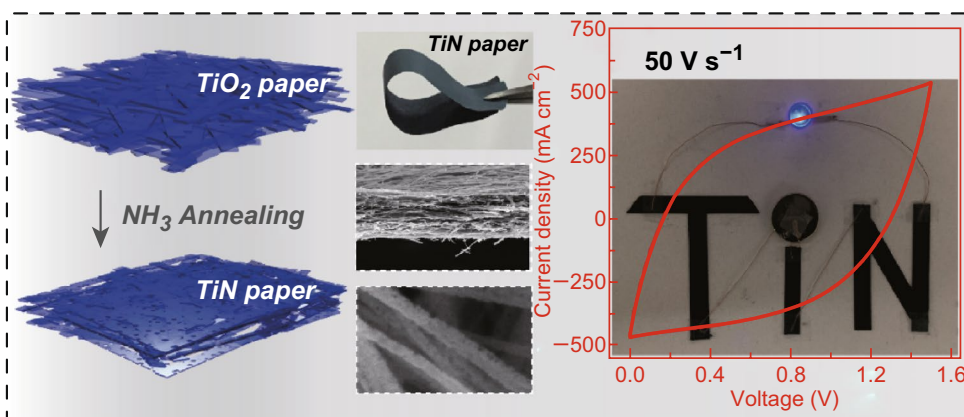 TiO₂ paper
NH₃ Annealing
TiN paper
TiN paper
50 V s⁻¹
Current density (mA cm⁻²)
500
250
0
−250
−500
TiN
0.0 0.4 0.8 1.2 1.6
Voltage (V)